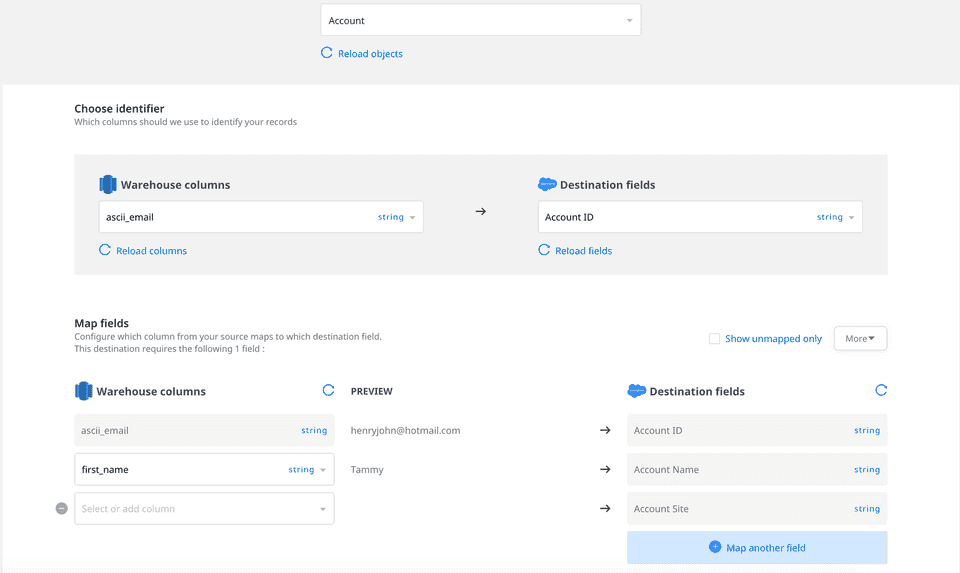 Account
Reload objects
Choose identifier
Which columns should we use to identify your records
Warehouse columns
Destination fields
ascii_email string
Account ID string
Reload columns
Reload fields
Map fields
Configure which column from your source maps to which destination field.
This destination requires the following 1 field :
Show unmapped only
More
Warehouse columns
PREVIEW
Destination fields
ascii_email string henryjohn@hotmail.com Account ID string
first_name string Tammy Account Name string
Select or add column Account Site string
Map another field